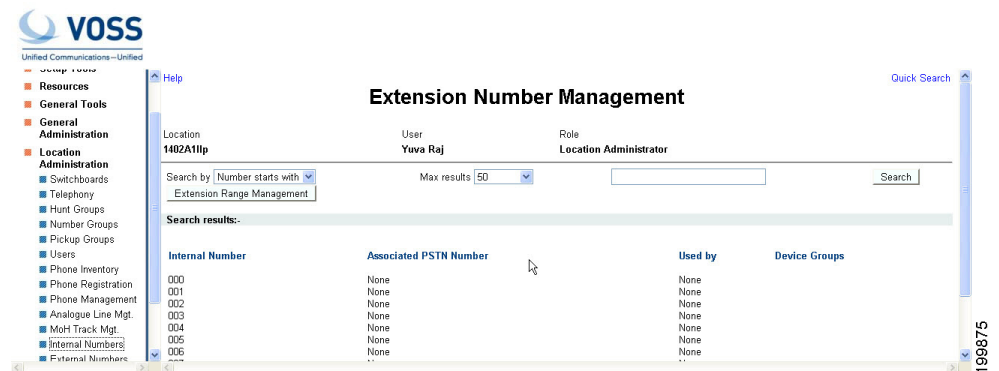 VOSS
Unified Communications—Unified
Setup Tools
Resources
General Tools
General
Administration
Location
Administration
Switchboards
Telephony
Hunt Groups
Number Groups
Pickup Groups
Users
Phone Inventory
Phone Registration
Phone Management
Analogue Line Mgt.
MoH Track Mgt.
Internal Numbers
External Numbers
Help
Quick Search
Extension Number Management
Location User Role
1402A1IIp Yuva Raj Location Administrator
Search by Number starts with Max results 50 Search
Extension Range Management
Search results:-
Internal Number Associated PSTN Number Used by Device Groups
000 None None
001 None None
002 None None
003 None None
004 None None
005 None None
006 None None
199875